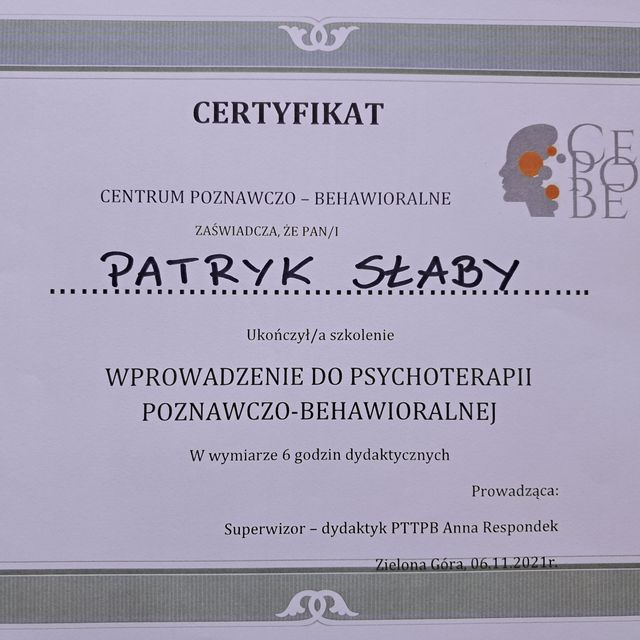 CERTYFIKAT
CE
PO
BE
CENTRUM POZNAWCZO – BEHAWIORALNE
ZAŚWIADCZA, ŻE PAN/I
PATRYK SŁABY
Ukończył/a szkolenie
WPROWADZENIE DO PSYCHOTERAPII
POZNAWCZO-BEHAWIORALNEJ
W wymiarze 6 godzin dydaktycznych
Prowadząca:
Superwizor – dydaktyk PTTPB Anna Respondek
Zielona Góra, 06.11.2021r.